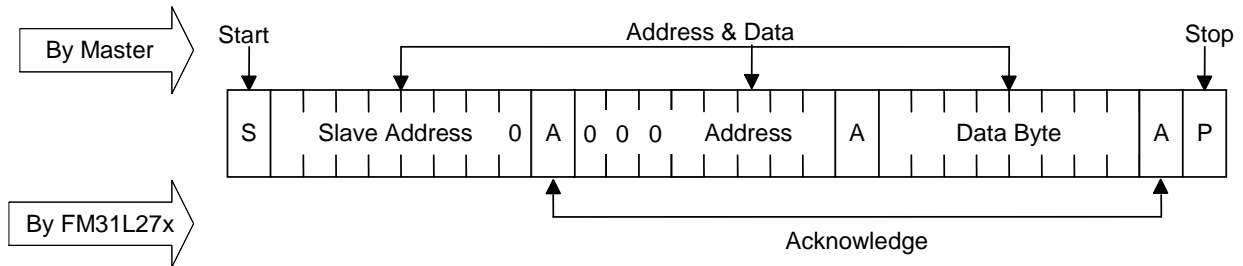 By Master
Start
Address & Data
Stop
S Slave Address 0 A 0 0 0 Address A Data Byte A P
By FM31L27x
Acknowledge